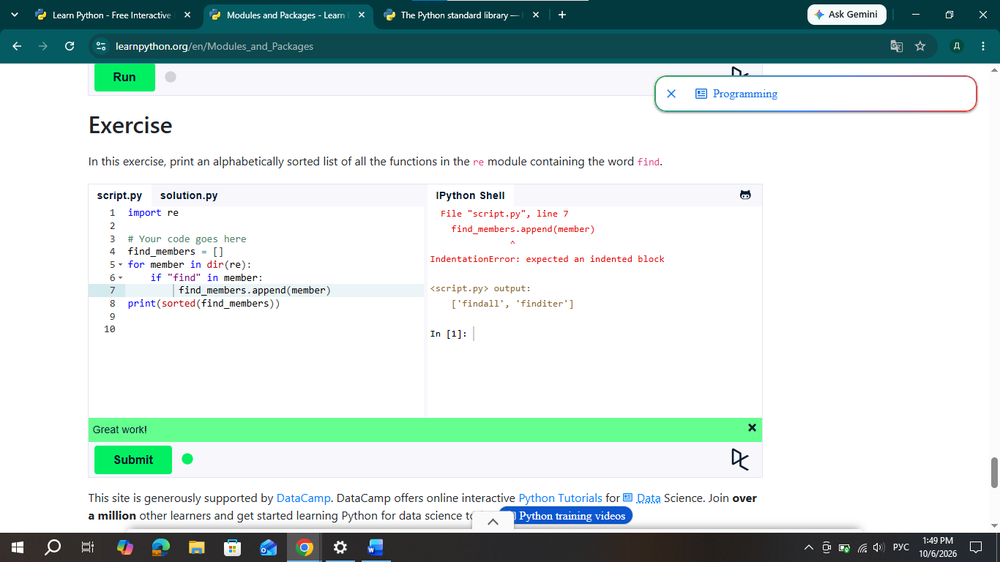 Learn Python - Free Interactive
Modules and Packages - Learn
The Python standard library —
Ask Gemini
learnpython.org/en/Modules_and_Packages
Д
Run
Programming
Exercise
In this exercise, print an alphabetically sorted list of all the functions in the re module containing the word find.
script.py
solution.py
IPython Shell
1 import re
2
3 # Your code goes here
4 find_members = []
5 for member in dir(re):
6 if "find" in member:
7 find_members.append(member)
8 print(sorted(find_members))
9
10
File "script.py", line 7
find_members.append(member)
^
IndentationError: expected an indented block
<script.py> output:
['findall', 'finditer']
In [1]:
Great work!
Submit
This site is generously supported by DataCamp. DataCamp offers online interactive Python Tutorials for Data Science. Join over
a million other learners and get started learning Python for data science
Python training videos
РУС
1:49 PM
10/6/2026